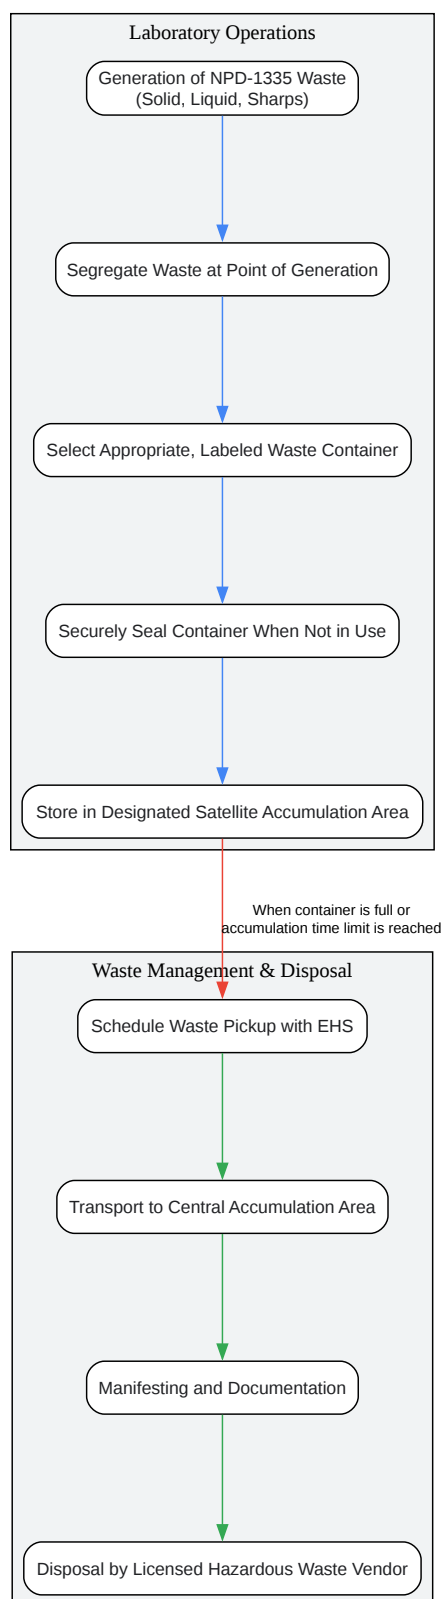 Laboratory Operations
Generation of NPD-1335 Waste
(Solid, Liquid, Sharps)
Segregate Waste at Point of Generation
Select Appropriate, Labeled Waste Container
Securely Seal Container When Not in Use
Store in Designated Satellite Accumulation Area
When container is full or
accumulation time limit is reached
Waste Management & Disposal
Schedule Waste Pickup with EHS
Transport to Central Accumulation Area
Manifesting and Documentation
Disposal by Licensed Hazardous Waste Vendor